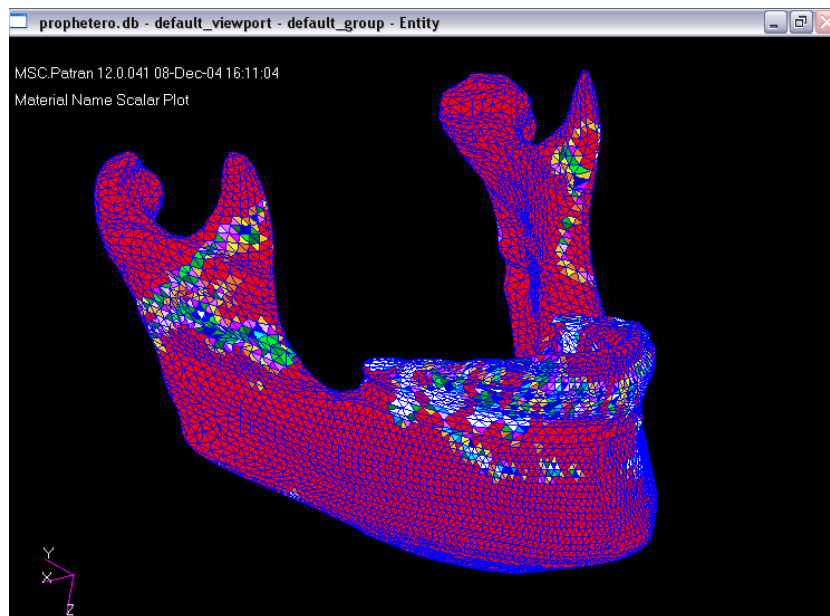 prophetero.db - default_viewport - default_group - Entity
MSC.Patran 12.0.041 08-Dec-04 16:11:04
Material Name Scalar Plot
Y
X
Z